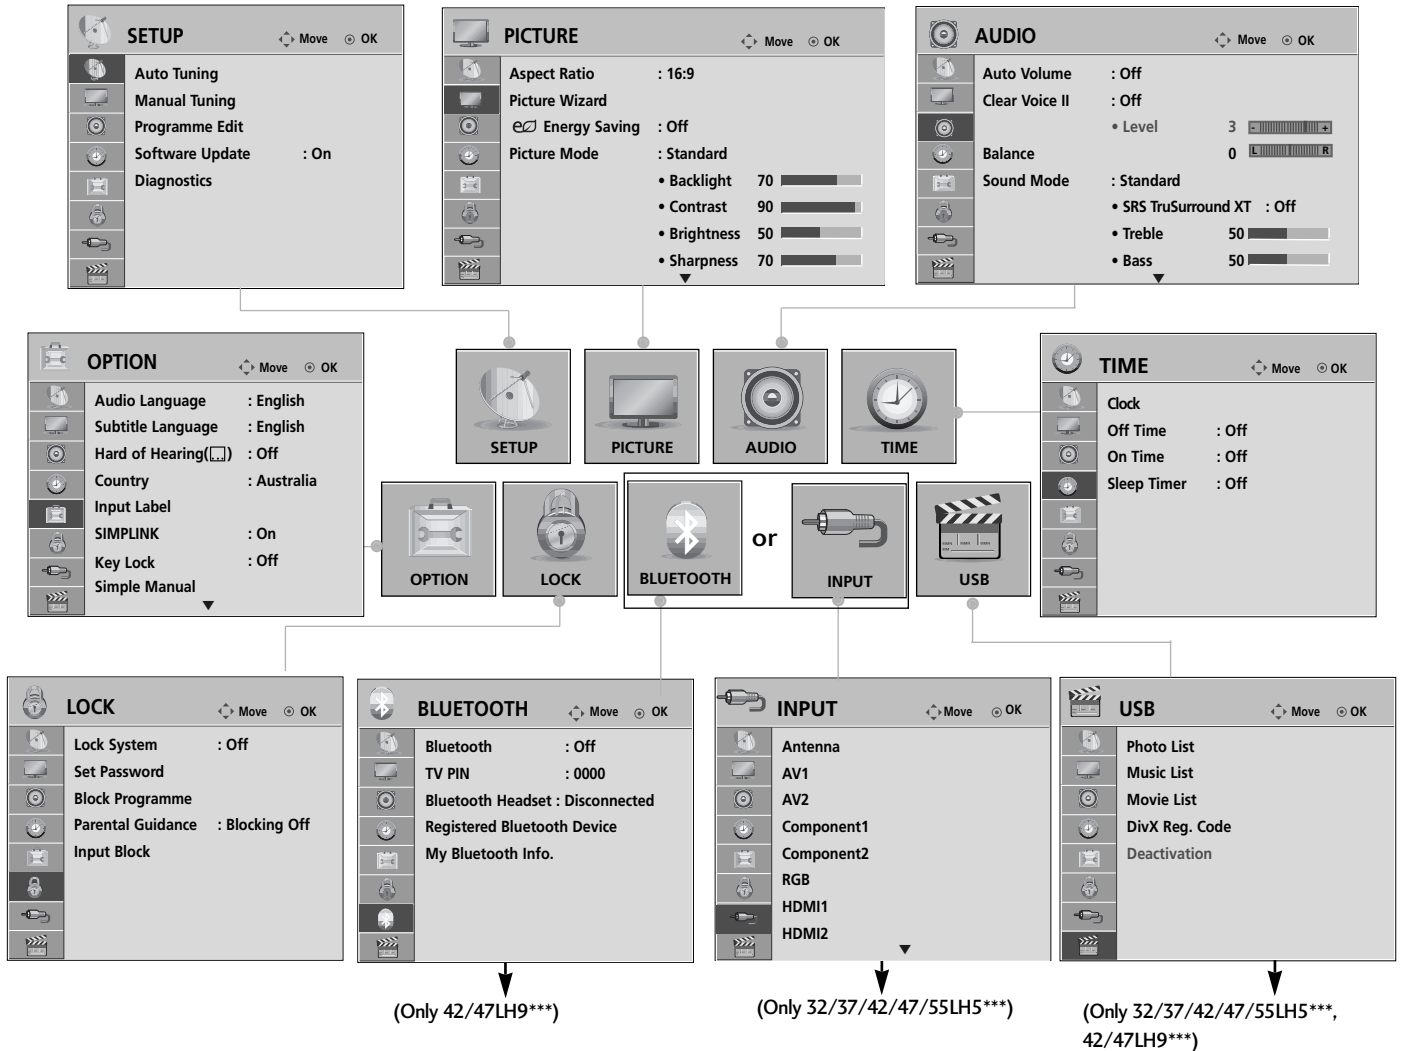 SETUP Move OK
Auto Tuning
Manual Tuning
Programme Edit
Software Update : On
Diagnostics
PICTURE Move OK
Aspect Ratio : 16:9
Picture Wizard
Energy Saving : Off
Picture Mode : Standard
• Backlight 70
• Contrast 90
• Brightness 50
• Sharpness 70
AUDIO Move OK
Auto Volume : Off
Clear Voice II : Off
• Level 3 - +
Balance 0 L R
Sound Mode : Standard
• SRS TruSurround XT : Off
• Treble 50
• Bass 50
OPTION Move OK
Audio Language : English
Subtitle Language : English
Hard of Hearing( ) : Off
Country : Australia
Input Label
SIMPLINK : On
Key Lock : Off
Simple Manual
SETUP
PICTURE
AUDIO
TIME
OPTION
LOCK
BLUETOOTH
or
INPUT
USB
TIME Move OK
Clock
Off Time : Off
On Time : Off
Sleep Timer : Off
LOCK Move OK
Lock System : Off
Set Password
Block Programme
Parental Guidance : Blocking Off
Input Block
BLUETOOTH Move OK
Bluetooth : Off
TV PIN : 0000
Bluetooth Headset : Disconnected
Registered Bluetooth Device
My Bluetooth Info.
(Only 42/47LH9***)
INPUT Move OK
Antenna
AV1
AV2
Component1
Component2
RGB
HDMI1
HDMI2
(Only 32/37/42/47/55LH5***)
USB Move OK
Photo List
Music List
Movie List
DivX Reg. Code
Deactivation
(Only 32/37/42/47/55LH5***,
42/47LH9***)